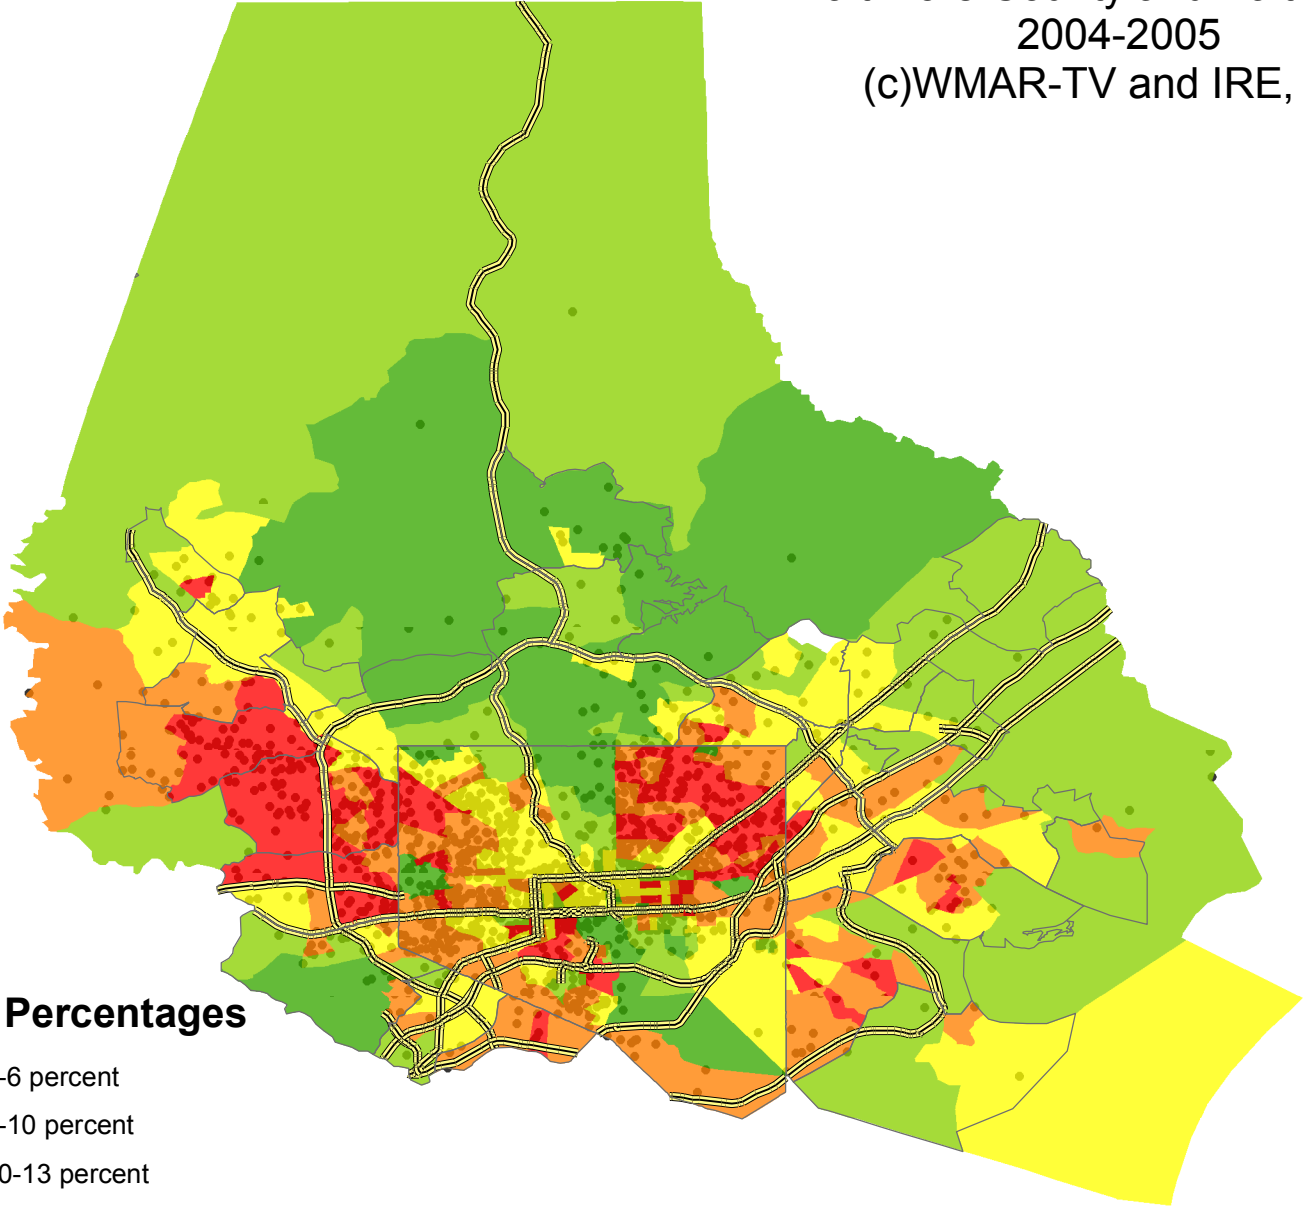 2004-2005
(c)WMAR-TV and IRE,
Percentages
-6 percent
-10 percent
0-13 percent